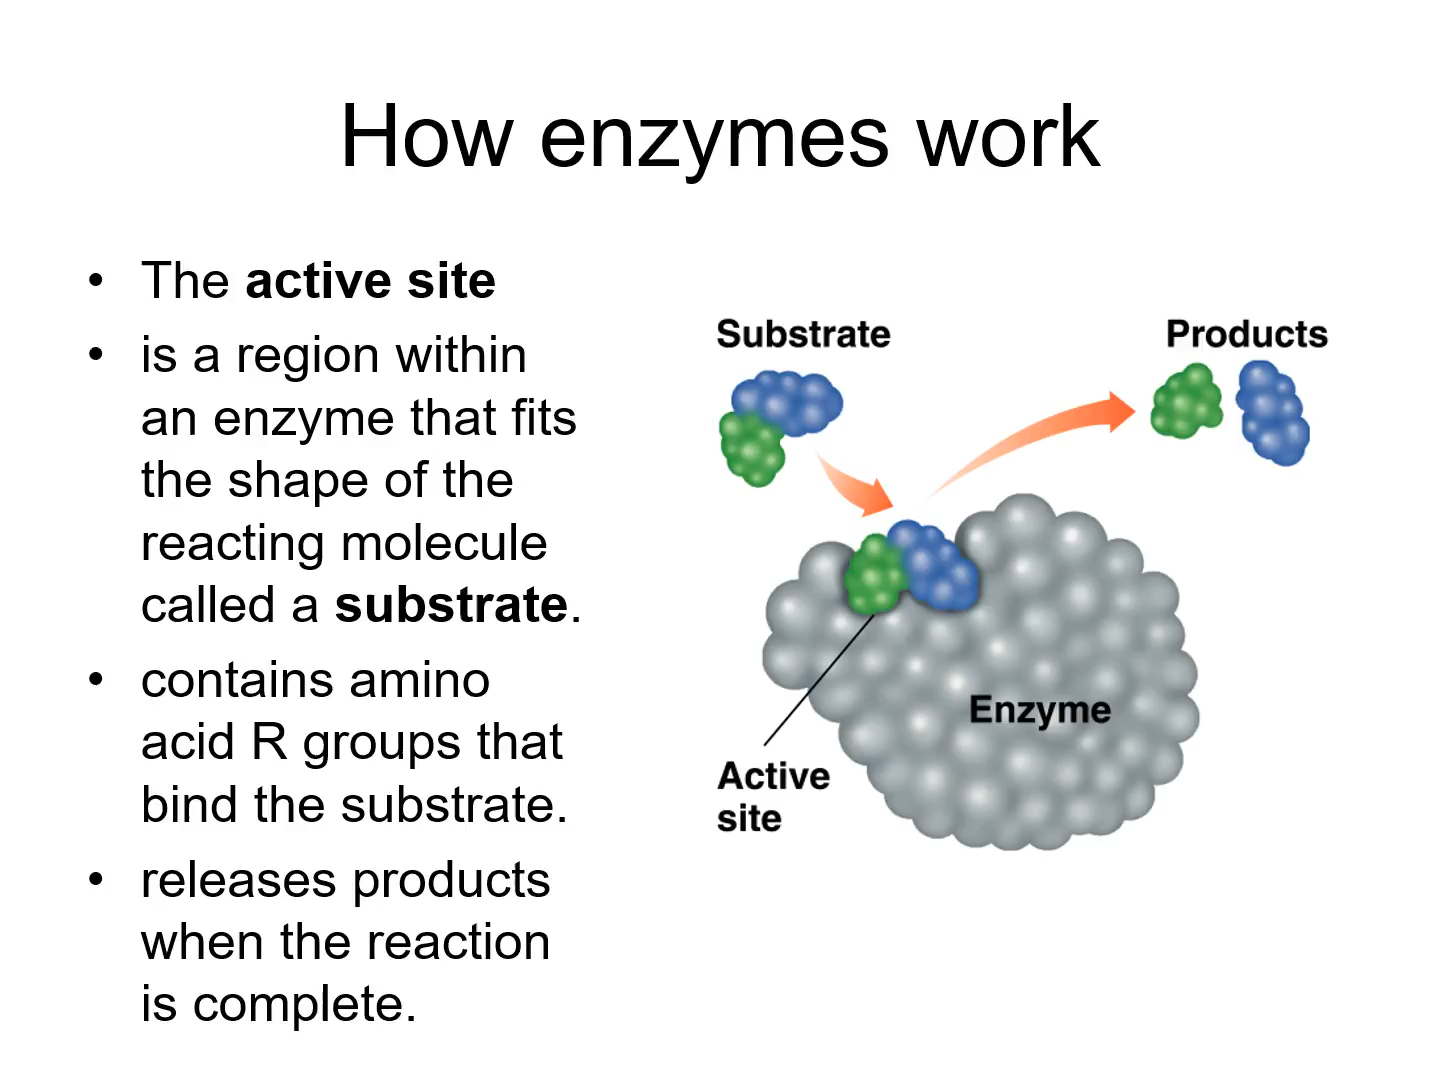 How enzymes work
• The active site
• is a region within
an enzyme that fits
the shape of the
reacting molecule
called a substrate.
• contains amino
acid R groups that
bind the substrate.
• releases products
when the reaction
is complete.
Substrate
Products
Enzyme
Active
site